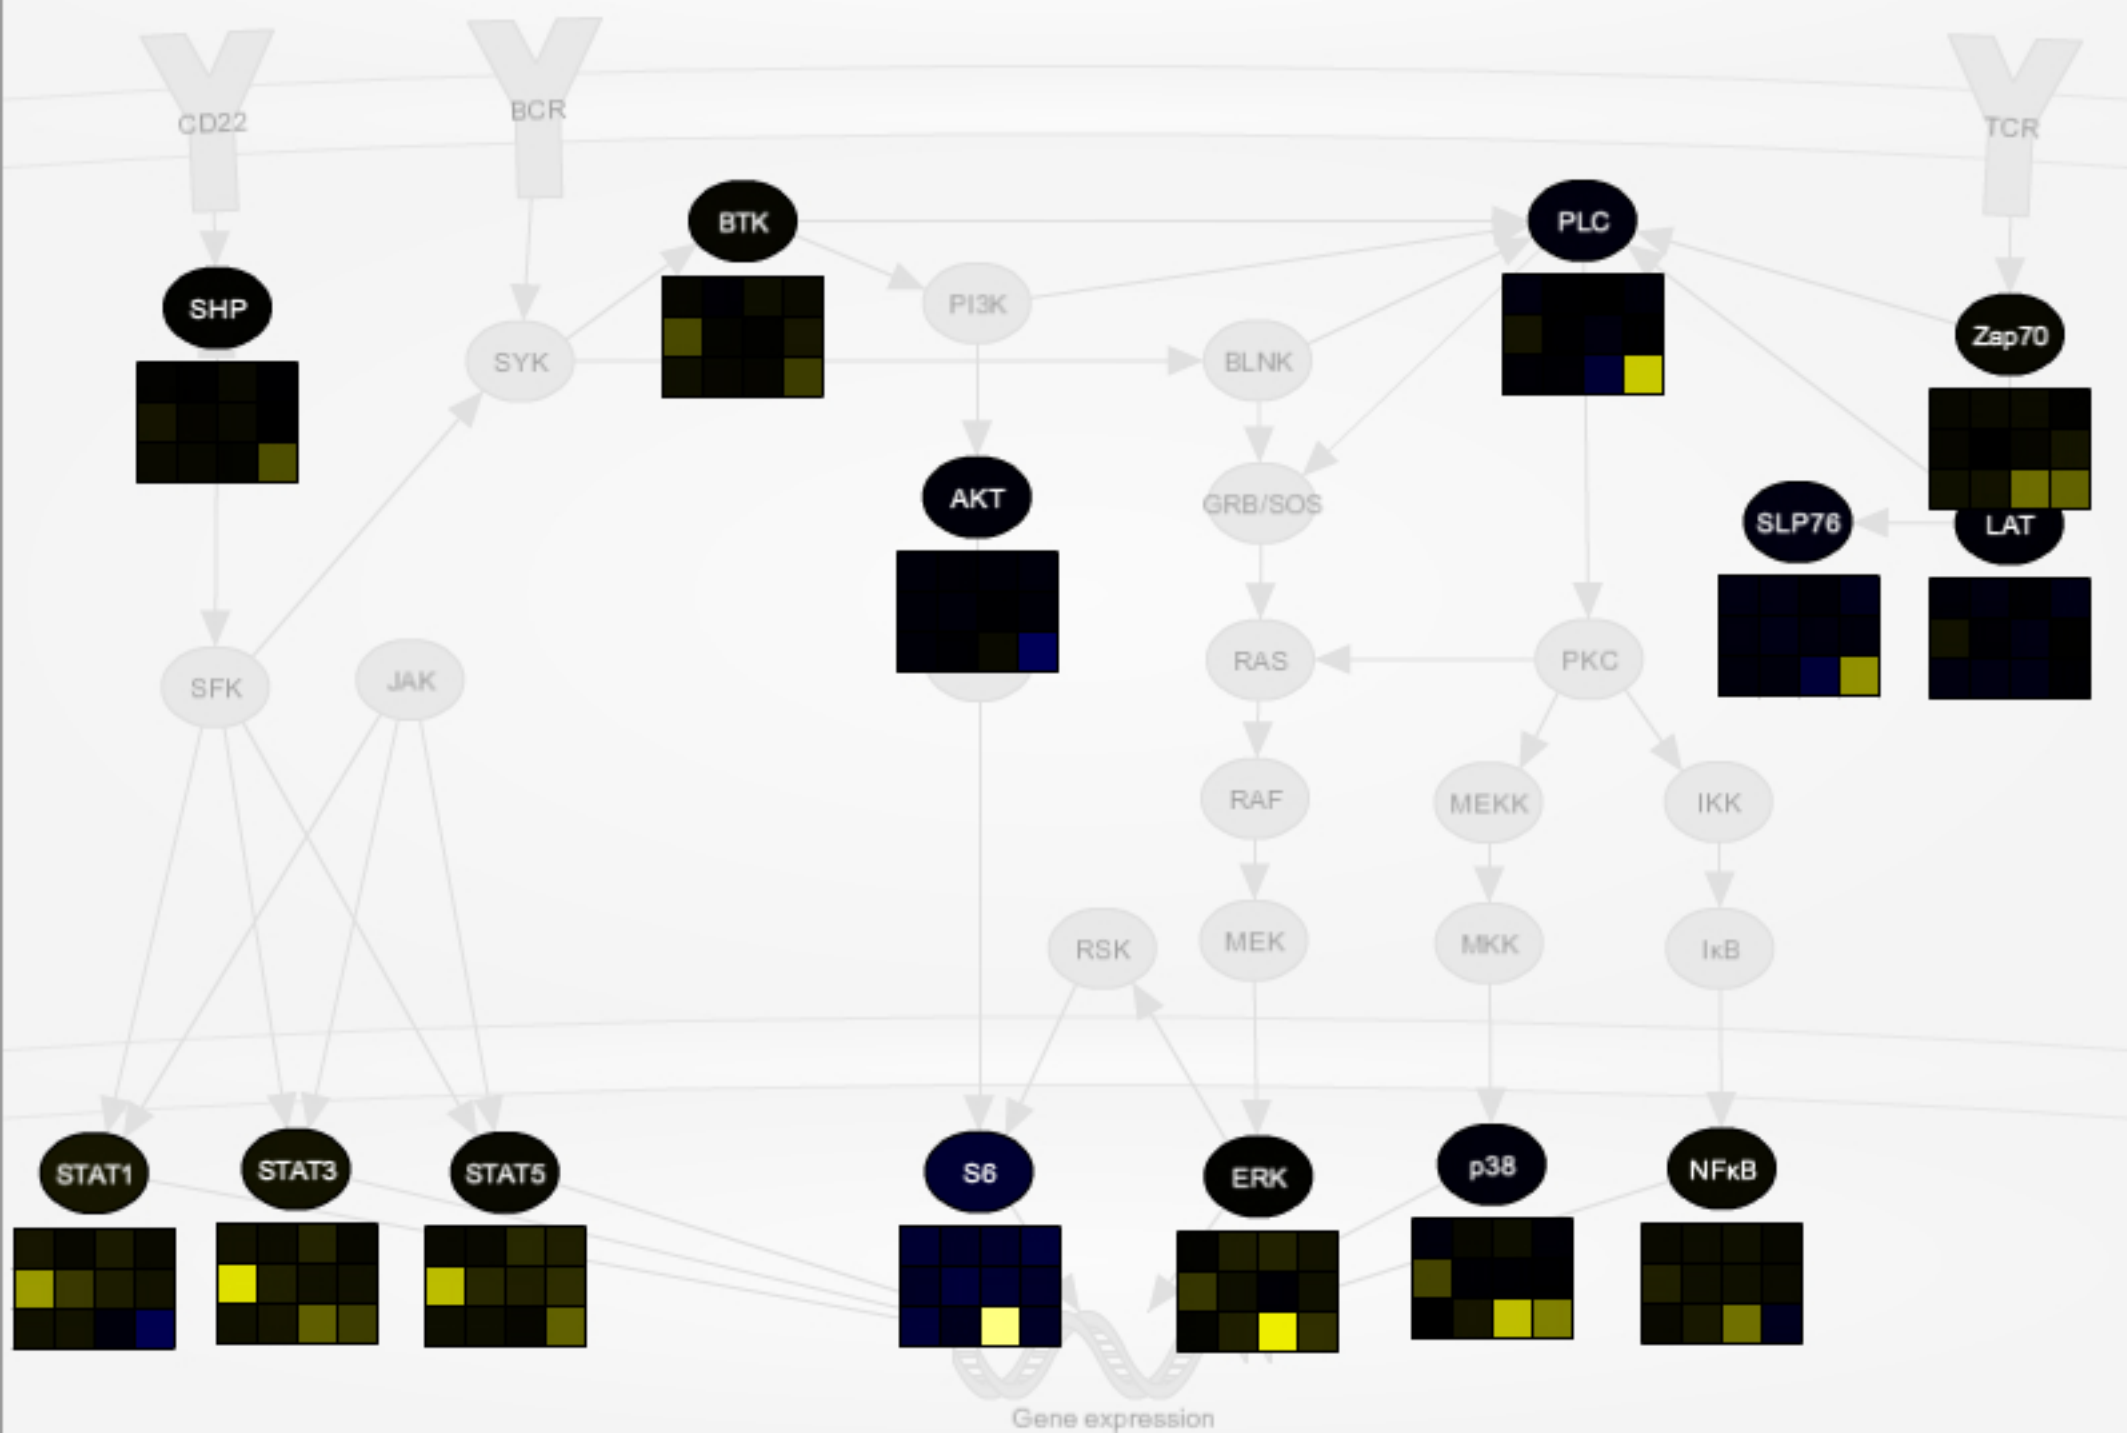 CD22
BCR
TCR
BTK
PLC
SHP
PI3K
Zap70
SYK
BLNK
AKT
GRB/SOS
SLP76
LAT
SFK
JAK
RAS
PKC
RAF
MEKK
IKK
RSK
MEK
MKK
IκB
STAT1
STAT3
STAT5
S6
ERK
p38
NFκB
Gene expression